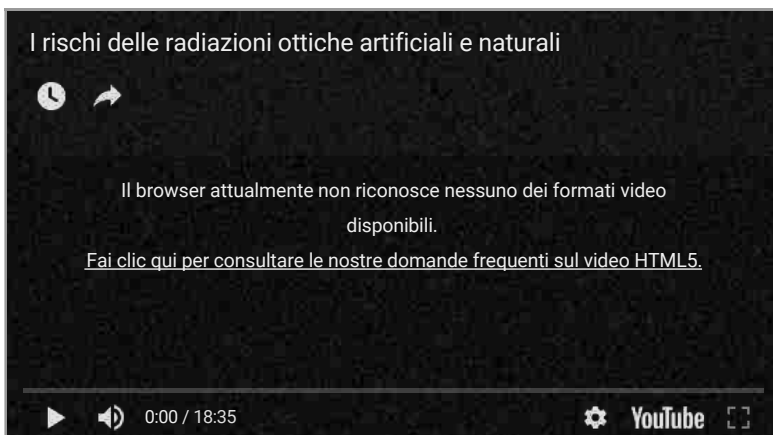 I rischi delle radiazioni ottiche artificiali e naturali
Il browser attualmente non riconosce nessuno dei formati video
disponibili.
Fai clic qui per consultare le nostre domande frequenti sul video HTML5.
0:00 / 18:35
YouTube